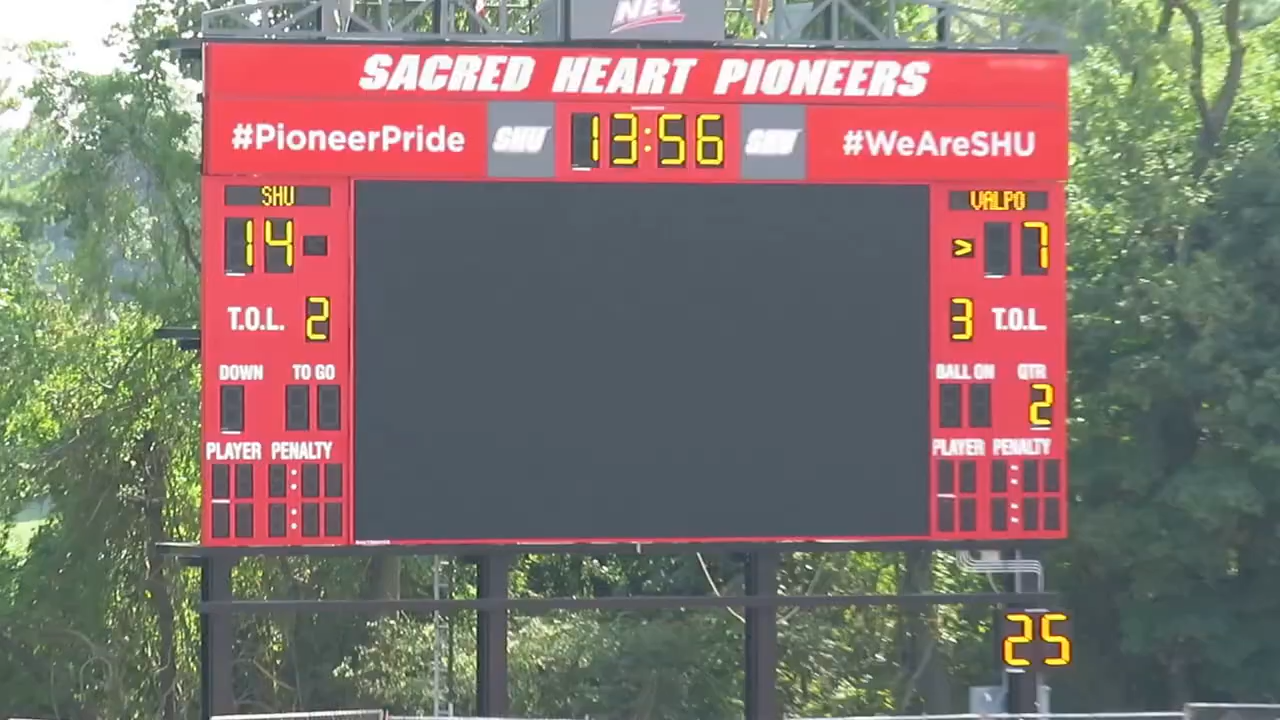 NEC
SACRED HEART PIONEERS
#PioneerPride SHU 13:56 SHU #WeAreSHU
SHU VALPO
14 > 7
T.O.L. 2 3 T.O.L.
DOWN TO GO BALL ON QTR
2
PLAYER PENALTY PLAYER PENALTY
25